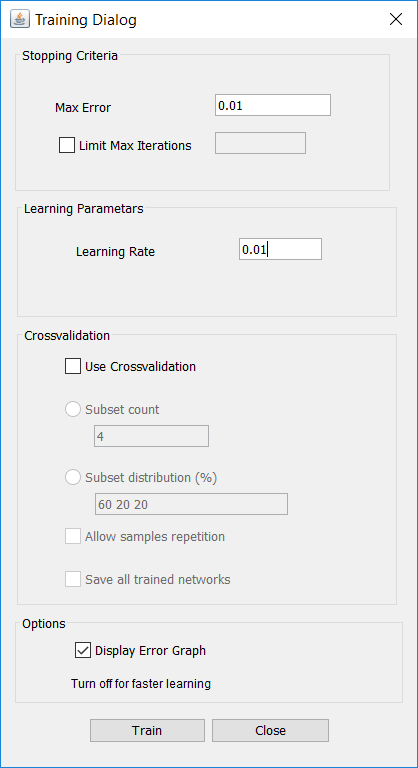 Training Dialog
Stopping Criteria
Max Error 0.01
Limit Max Iterations
Learning Parametars
Learning Rate 0.01
Crossvalidation
Use Crossvalidation
Subset count
4
Subset distribution (%)
60 20 20
Allow samples repetition
Save all trained networks
Options
Display Error Graph
Turn off for faster learning
Train Close